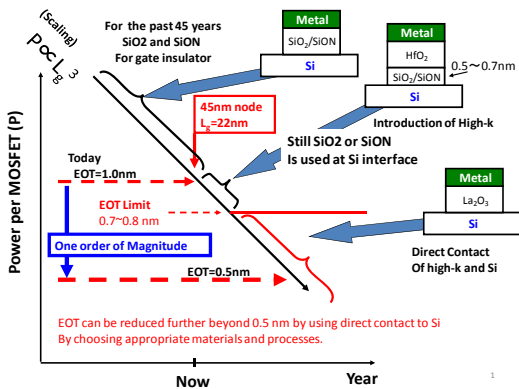 (Scaling)
P∝Lg³
For the past 45 years
SiO2 and SiON
For gate insulator
Metal
SiO2/SiON
Si
Metal
HfO2
SiO2/SiON
Si
0.5～0.7nm
Introduction of High-k
45nm node
Lg=22nm
Still SiO2 or SiON
Is used at Si interface
Today
EOT=1.0nm
EOT Limit
0.7~0.8 nm
One order of Magnitude
EOT=0.5nm
Metal
La2O3
Si
Direct Contact
Of high-k and Si
Power per MOSFET (P)
EOT can be reduced further beyond 0.5 nm by using direct contact to Si
By choosing appropriate materials and processes.
Now
Year
1